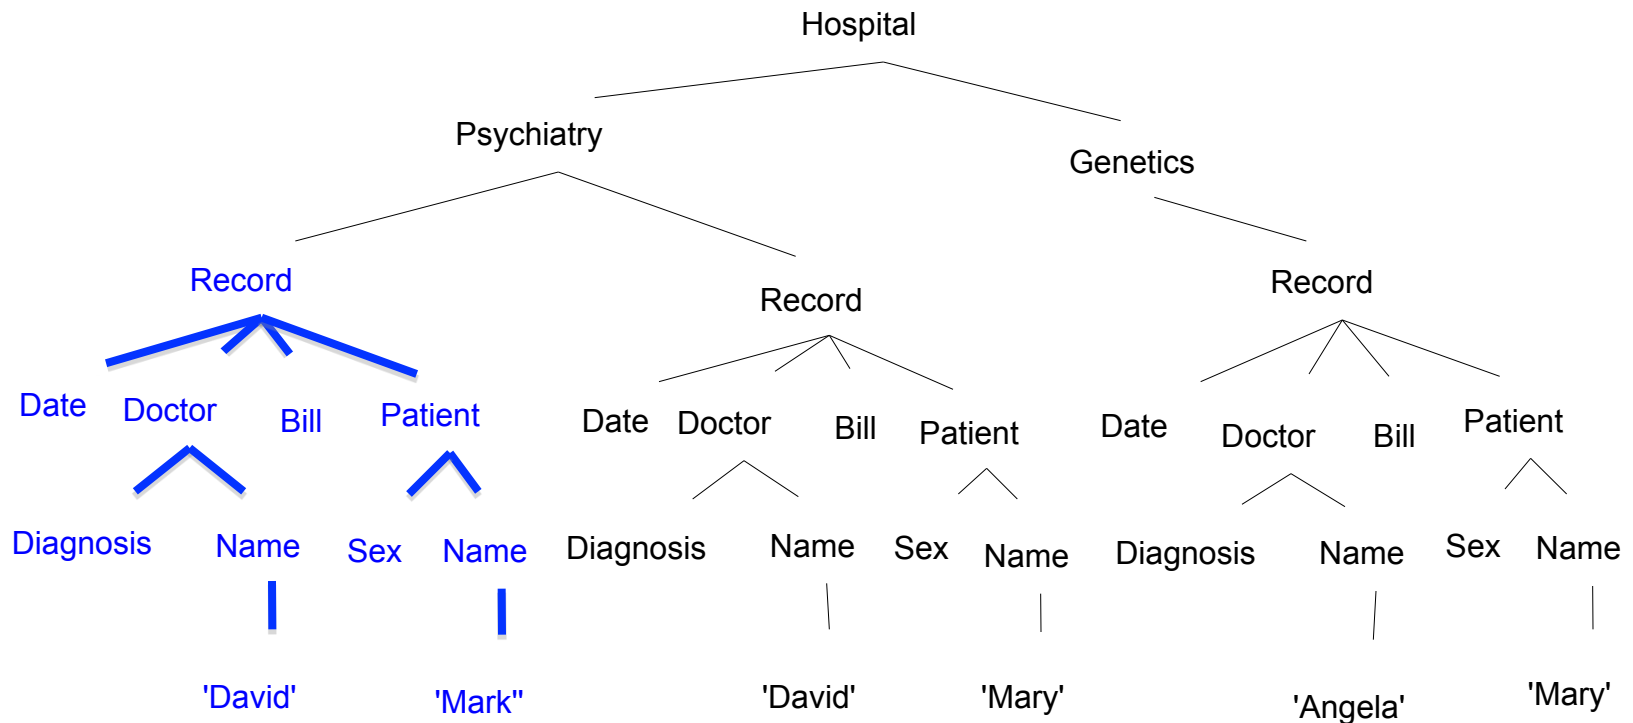 Hospital
Psychiatry
Genetics
Record
Record
Record
Date Doctor Bill Patient
Date Doctor Bill Patient
Date Doctor Bill Patient
Diagnosis Name Sex Name
Diagnosis Name Sex Name
Diagnosis Name Sex Name
'David' 'Mark''
'David' 'Mary'
'Angela' 'Mary'